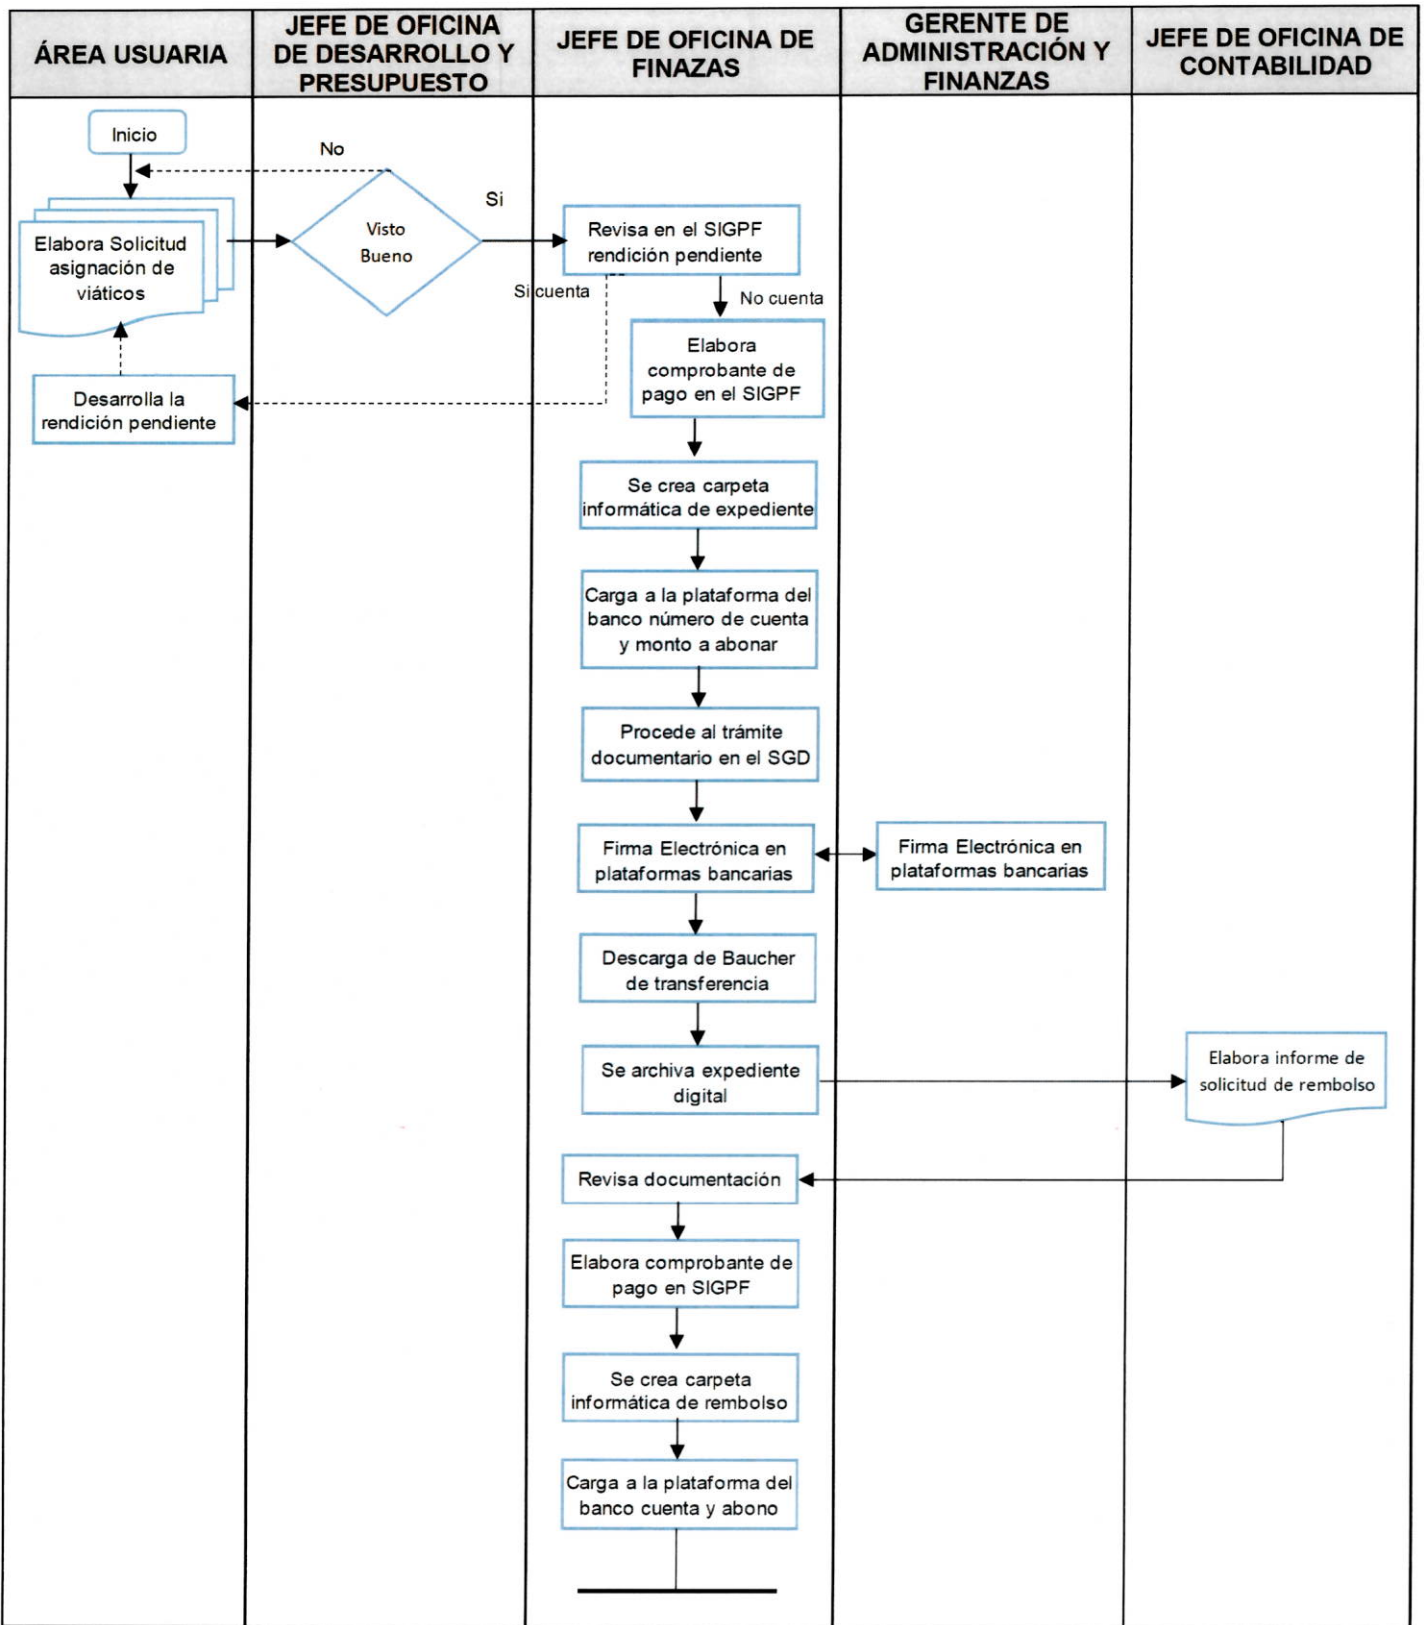 ÁREA USUARIA
JEFE DE OFICINA
DE DESARROLLO Y
PRESUPUESTO
JEFE DE OFICINA DE
FINAZAS
GERENTE DE
ADMINISTRACIÓN Y
FINANZAS
JEFE DE OFICINA DE
CONTABILIDAD
Inicio
No
Elabora Solicitud
asignación de
viáticos
Visto
Bueno
Si
Revisa en el SIGPF
rendición pendiente
Si cuenta
No cuenta
Elabora
comprobante de
pago en el SIGPF
Desarrolla la
rendición pendiente
Se crea carpeta
informática de expediente
Carga a la plataforma del
banco número de cuenta
y monto a abonar
Procede al trámite
documentario en el SGD
Firma Electrónica en
plataformas bancarias
Firma Electrónica en
plataformas bancarias
Descarga de Baucher
de transferencia
Se archiva expediente
digital
Elabora informe de
solicitud de rembolso
Revisa documentación
Elabora comprobante de
pago en SIGPF
Se crea carpeta
informática de rembolso
Carga a la plataforma del
banco cuenta y abono